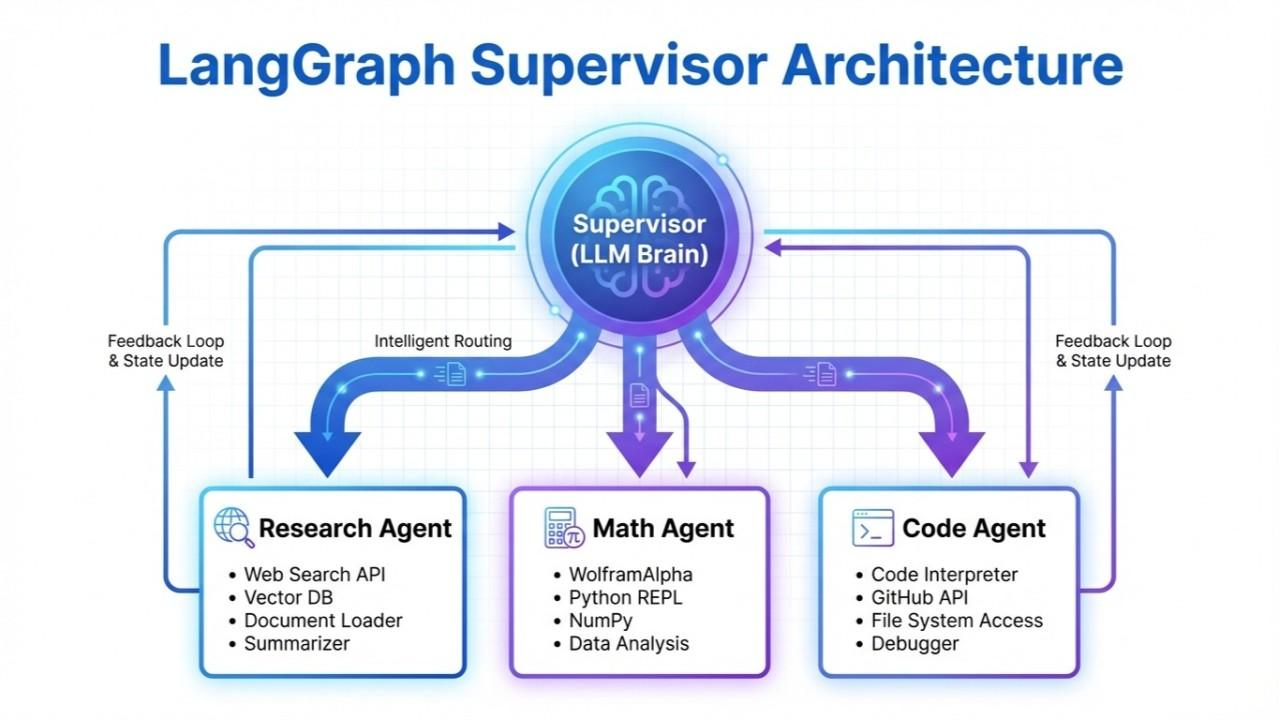 LangGraph Supervisor Architecture
Supervisor
(LLM Brain)
Feedback Loop
& State Update
Intelligent Routing
Feedback Loop
& State Update
Research Agent
• Web Search API
• Vector DB
• Document Loader
• Summarizer
π
Math Agent
• WolframAlpha
• Python REPL
• NumPy
• Data Analysis
>_
Code Agent
• Code Interpreter
• GitHub API
• File System Access
• Debugger